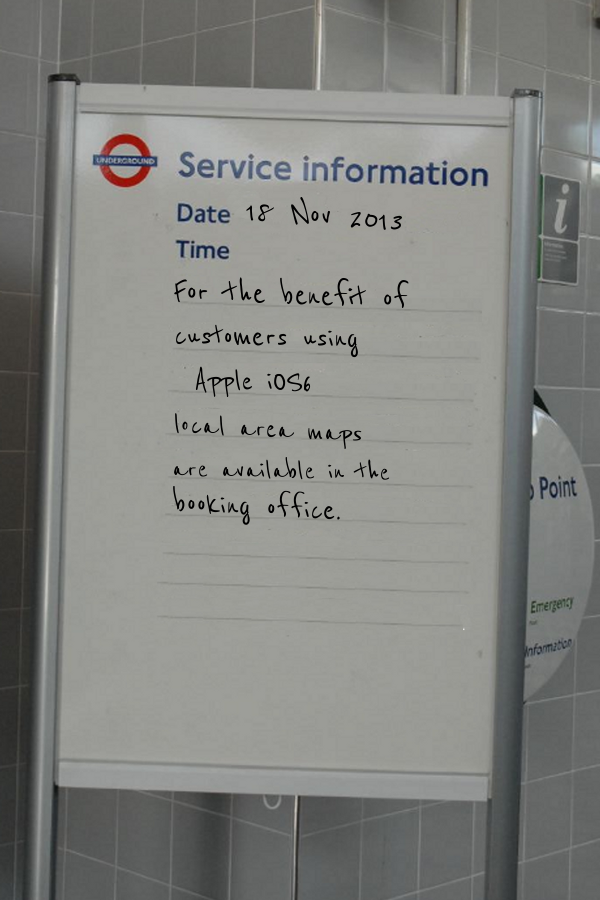 UNDERGROUND
Service information
Date 18 Nov 2013
Time
For the benefit of
customers using
Apple iOS6
local area maps
are available in the
booking office.
i
Point
Emergency
Information